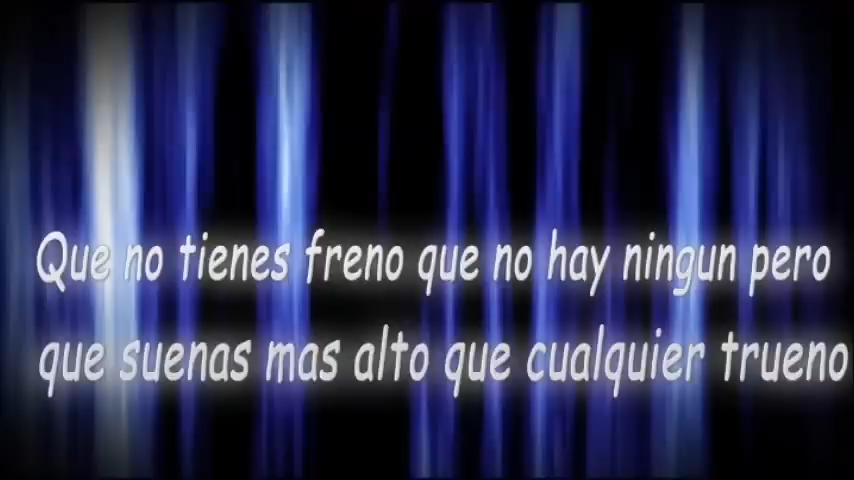 Que no tienes freno que no hay ningun pero
que suenas mas alto que cualquier trueno